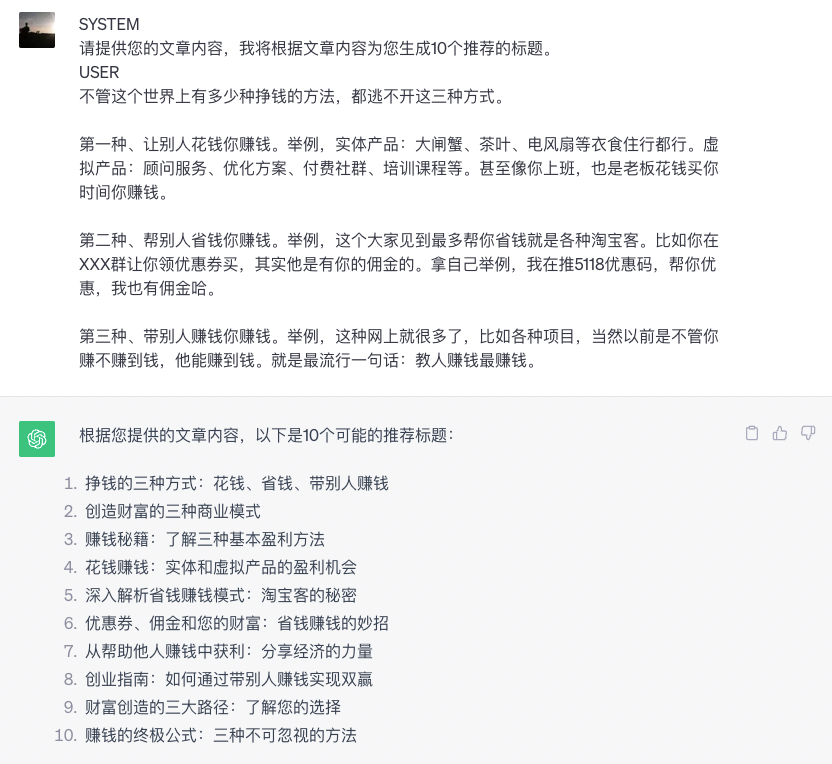 SYSTEM
请提供您的文章内容，我将根据文章内容为您生成10个推荐的标题。
USER
不管这个世界上有多少种挣钱的方法，都逃不开这三种方式。
第一种、让别人花钱你赚钱。举例，实体产品：大闸蟹、茶叶、电风扇等衣食住行都行。虚
拟产品：顾问服务、优化方案、付费社群、培训课程等。甚至像你上班，也是老板花钱买你
时间你赚钱。
第二种、帮别人省钱你赚钱。举例，这个大家见到最多帮你省钱就是各种淘宝客。比如你在
XXX群让你领优惠券买，其实他是有你的佣金的。拿自己举例，我在推5118优惠码，帮你优
惠，我也有佣金哈。
第三种、带别人赚钱你赚钱。举例，这种网上就很多了，比如各种项目，当然以前是不管你
赚不赚到钱，他能赚到钱。就是最流行一句话：教人赚钱最赚钱。
根据您提供的文章内容，以下是10个可能的推荐标题：
1. 挣钱的三种方式：花钱、省钱、带别人赚钱
2. 创造财富的三种商业模式
3. 赚钱秘籍：了解三种基本盈利方法
4. 花钱赚钱：实体和虚拟产品的盈利机会
5. 深入解析省钱赚钱模式：淘宝客的秘密
6. 优惠券、佣金和您的财富：省钱赚钱的妙招
7. 从帮助他人赚钱中获利：分享经济的力量
8. 创业指南：如何通过带别人赚钱实现双赢
9. 财富创造的三大路径：了解您的选择
10. 赚钱的终极公式：三种不可忽视的方法